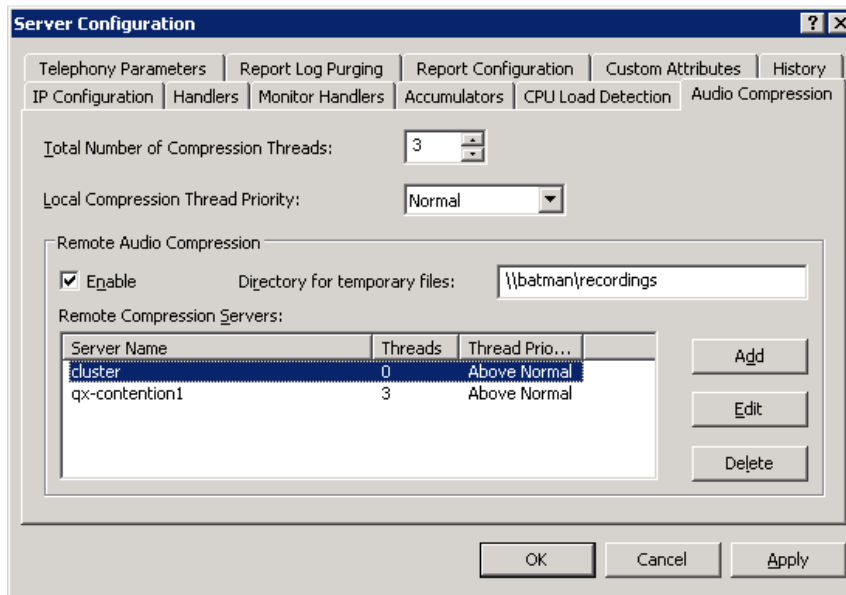 Server Configuration
Telephony Parameters Report Log Purging Report Configuration Custom Attributes History
IP Configuration Handlers Monitor Handlers Accumulators CPU Load Detection Audio Compression
Total Number of Compression Threads: 3
Local Compression Thread Priority: Normal
Remote Audio Compression
Enable Directory for temporary files: \\batman\recordings
Remote Compression Servers:
Server Name Threads Thread Prio...
cluster 0 Above Normal
qx-contention1 3 Above Normal
Add
Edit
Delete
OK Cancel Apply